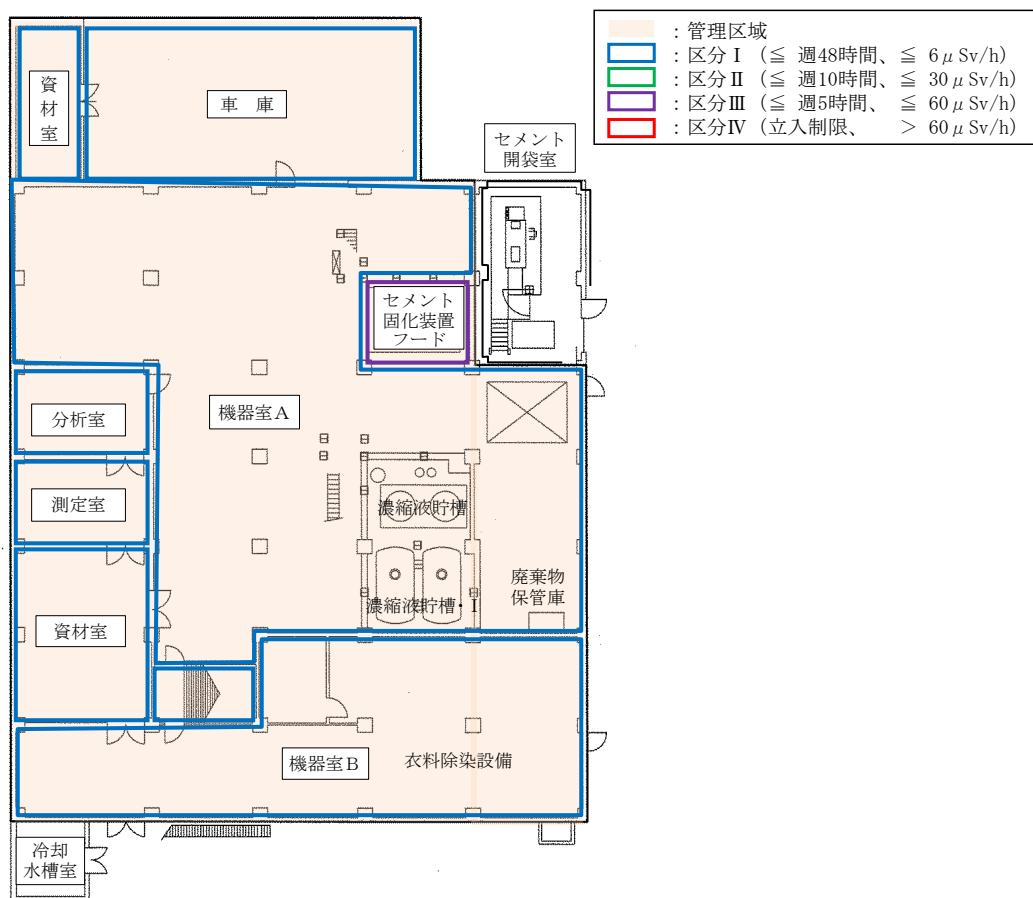 ：管理区域
：区分Ⅰ（≦ 週48時間、≦ 6μSv/h）
：区分Ⅱ（≦ 週10時間、≦ 30μSv/h）
：区分Ⅲ（≦ 週5時間、 ≦ 60μSv/h）
：区分Ⅳ（立入制限、 ＞ 60μSv/h）
資
材
室
車 庫
セメント
開袋室
セメント
固化装置
フード
分析室
機器室A
測定室
濃縮液貯槽
廃棄物
保管庫
濃縮液貯槽・Ⅰ
資材室
機器室B
衣料除染設備
冷却
水槽室